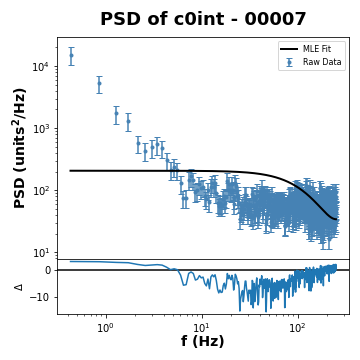 PSD of c0int - 00007
MLE Fit
Raw Data
PSD (units²/Hz)
10⁴
10³
10²
10¹
Δ
0
−10
10⁰
10¹
10²
f (Hz)